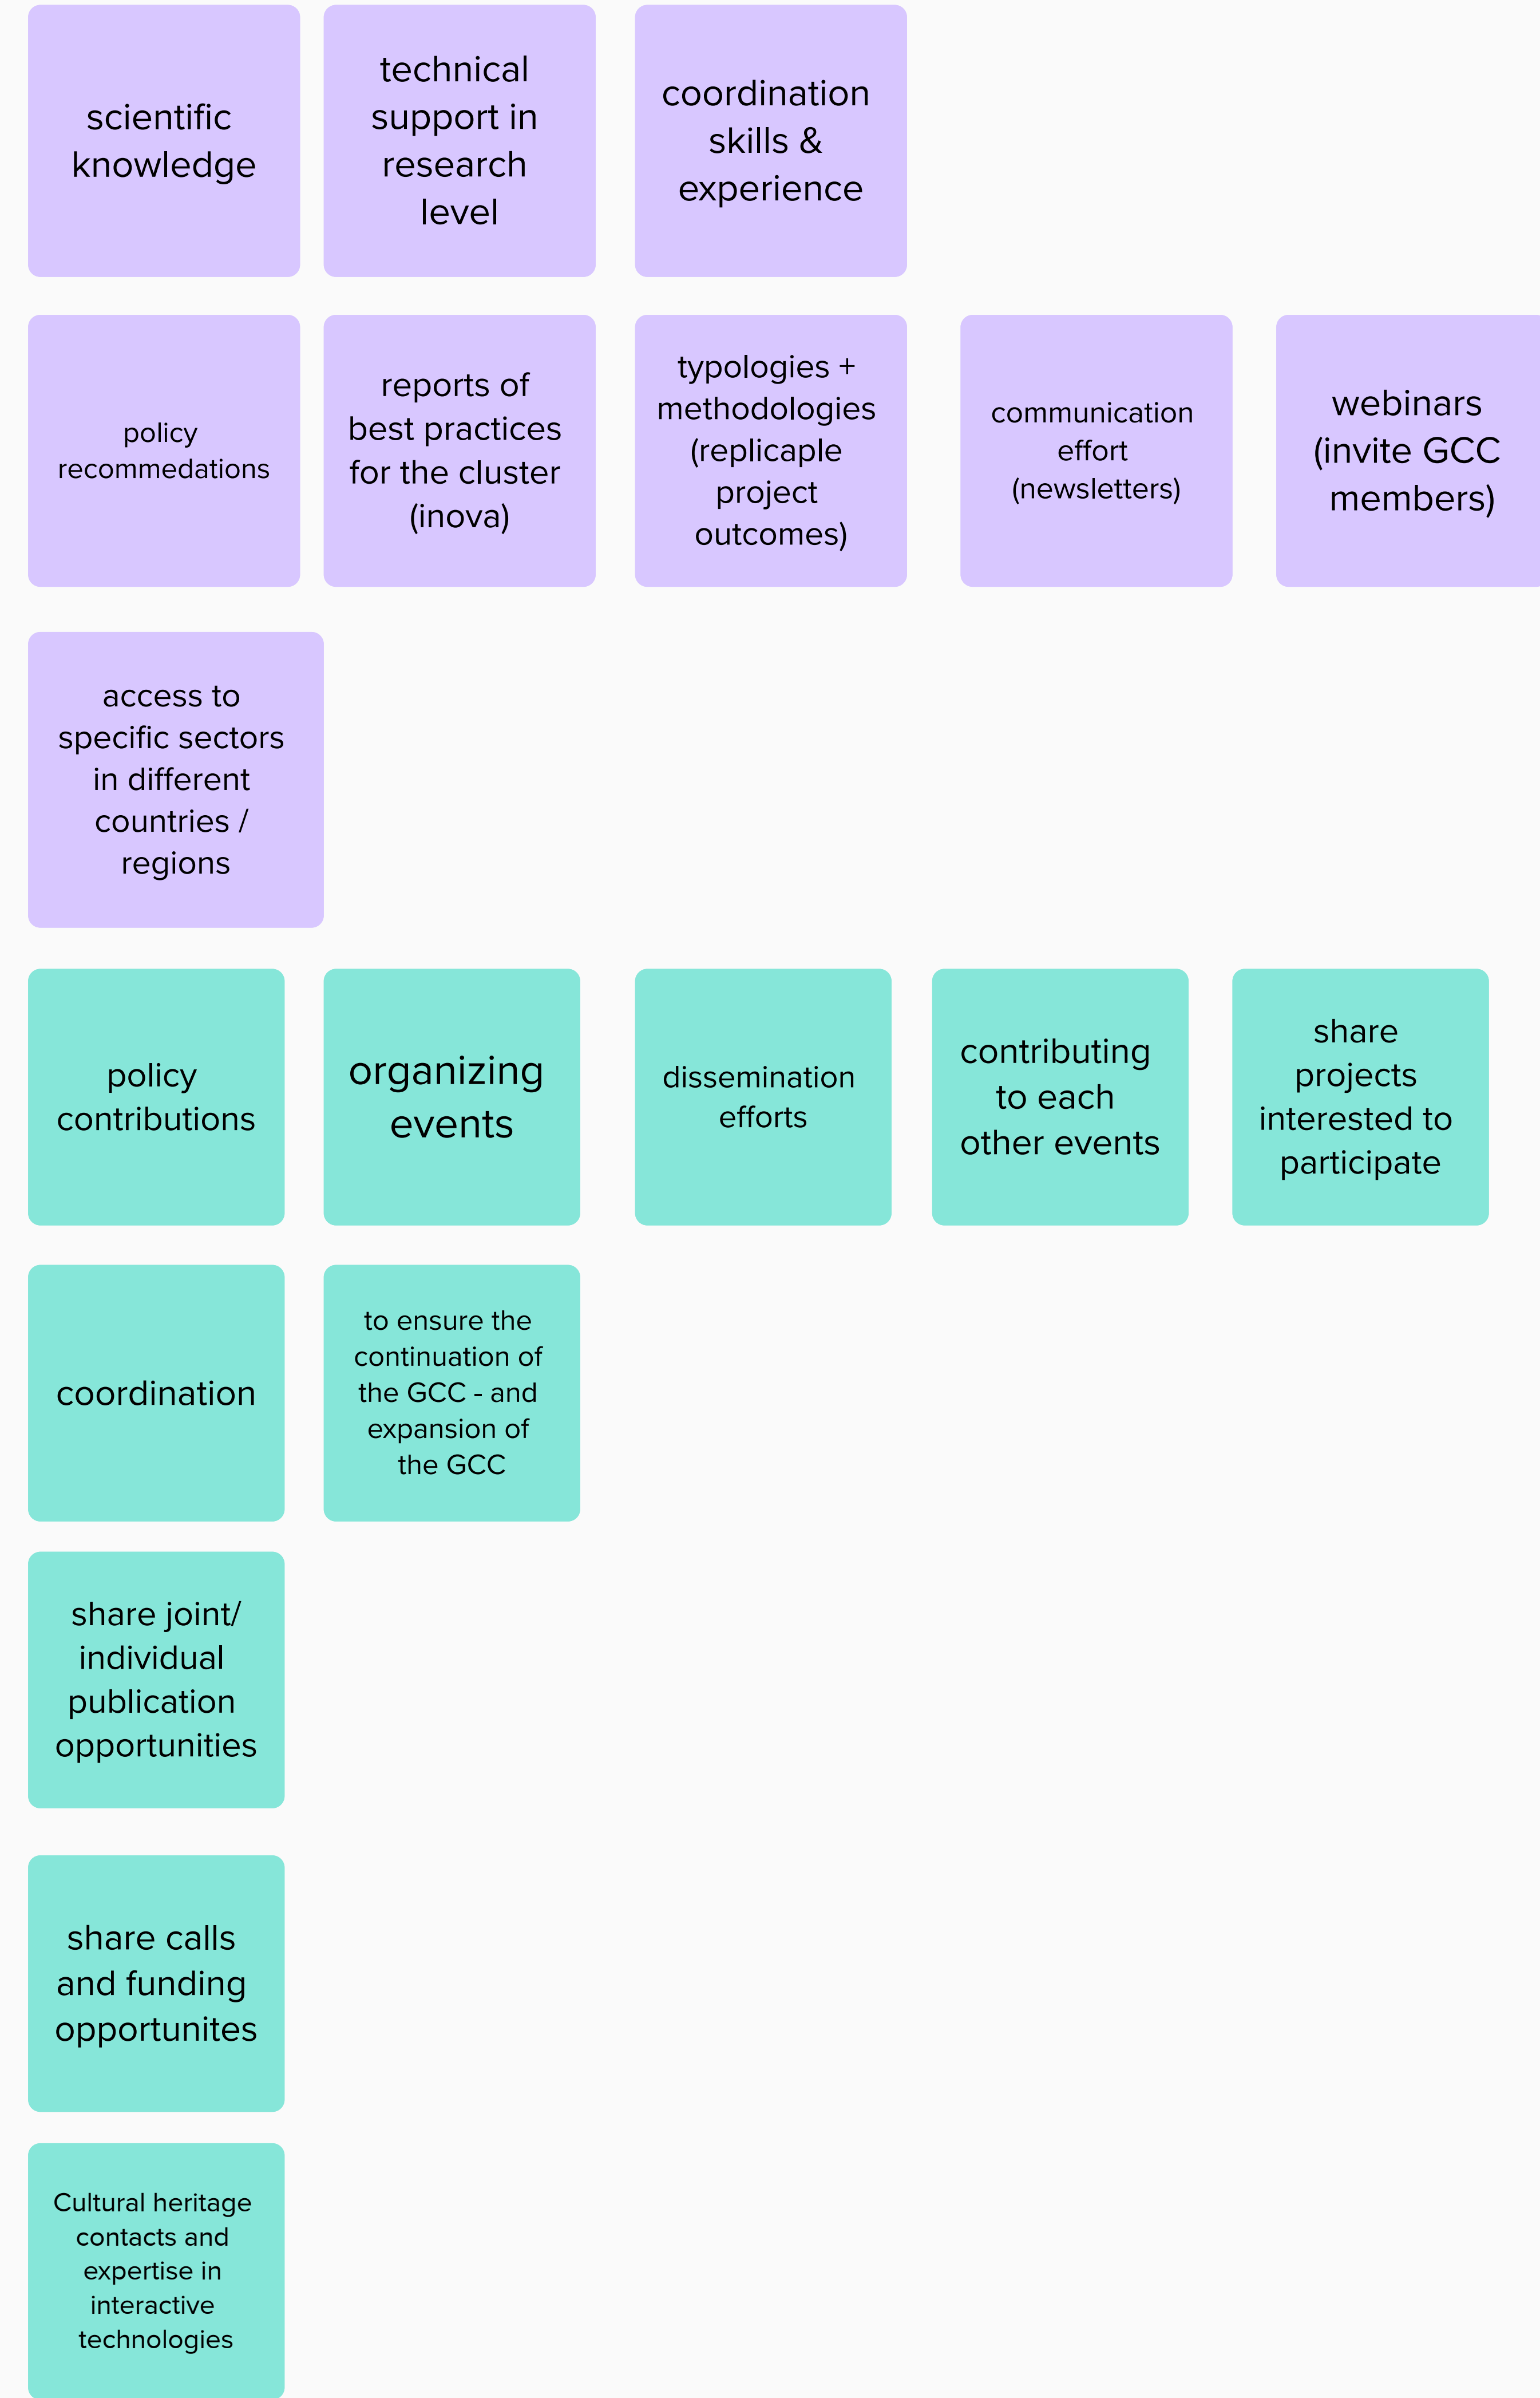 scientific
knowledge
technical
support in
research
level
coordination
skills &
experience
policy
recommedations
reports of
best practices
for the cluster
(inova)
typologies +
methodologies
(replicaple
project
outcomes)
communication
effort
(newsletters)
webinars
(invite GCC
members)
access to
specific sectors
in different
countries /
regions
policy
contributions
organizing
events
dissemination
efforts
contributing
to each
other events
share
projects
interested to
participate
coordination
to ensure the
continuation of
the GCC - and
expansion of
the GCC
share joint/
individual
publication
opportunities
share calls
and funding
opportunites
Cultural heritage
contacts and
expertise in
interactive
technologies